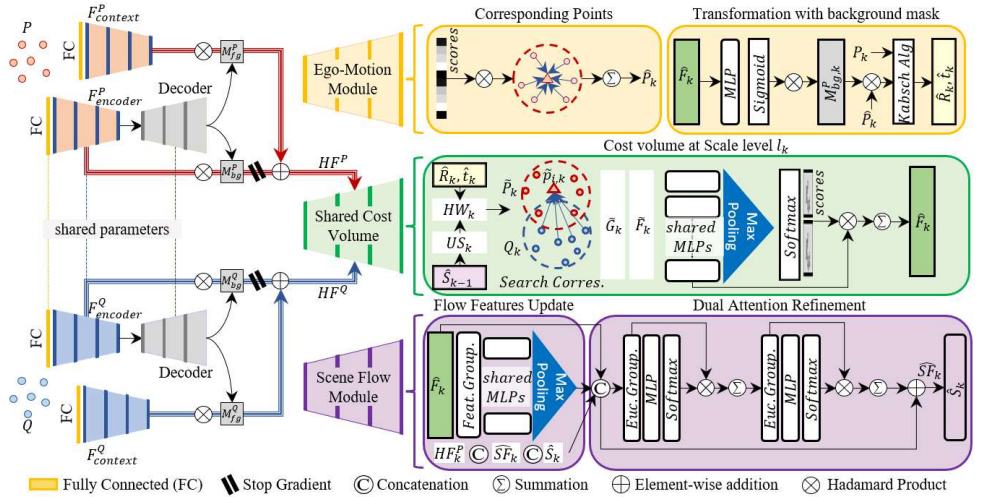 P
FC
F^P_context
M^P_fg
F^P_encoder
Decoder
FC
M^P_bg
HF^P
shared parameters
M^Q_bg
HF^Q
F^Q_encoder
FC
Decoder
M^Q_fg
Q
FC
F^Q_context
Ego-Motion
Module
Shared Cost
Volume
Scene Flow
Module
Corresponding Points
scores
Σ
P̂_k
Transformation with background mask
F̂_k
MLP
Sigmoid
M^P_bg,k
P_k
P̂_k
Kabsch Alg
R̂_k, t̂_k
Cost volume at Scale level l_k
R̂_k, t̂_k
HW_k
US_k
Ŝ_k-1
P̃_k
p̃_i,k
Q_k
Search Corres.
G̃_k
F̃_k
shared
MLPs
Max
Pooling
Softmax
scores
Σ
F̂_k
Flow Features Update
F̂_k
Feat. Group.
shared
MLPs
Max
Pooling
HF^P_k © SF̂_k © Ŝ_k
Dual Attention Refinement
©
Euc. Group.
MLP
Softmax
Σ
Euc. Group.
MLP
Softmax
Σ
SF̂_k
Ŝ_k
Fully Connected (FC)
Stop Gradient
© Concatenation
Σ Summation
⊕ Element-wise addition
⊗ Hadamard Product